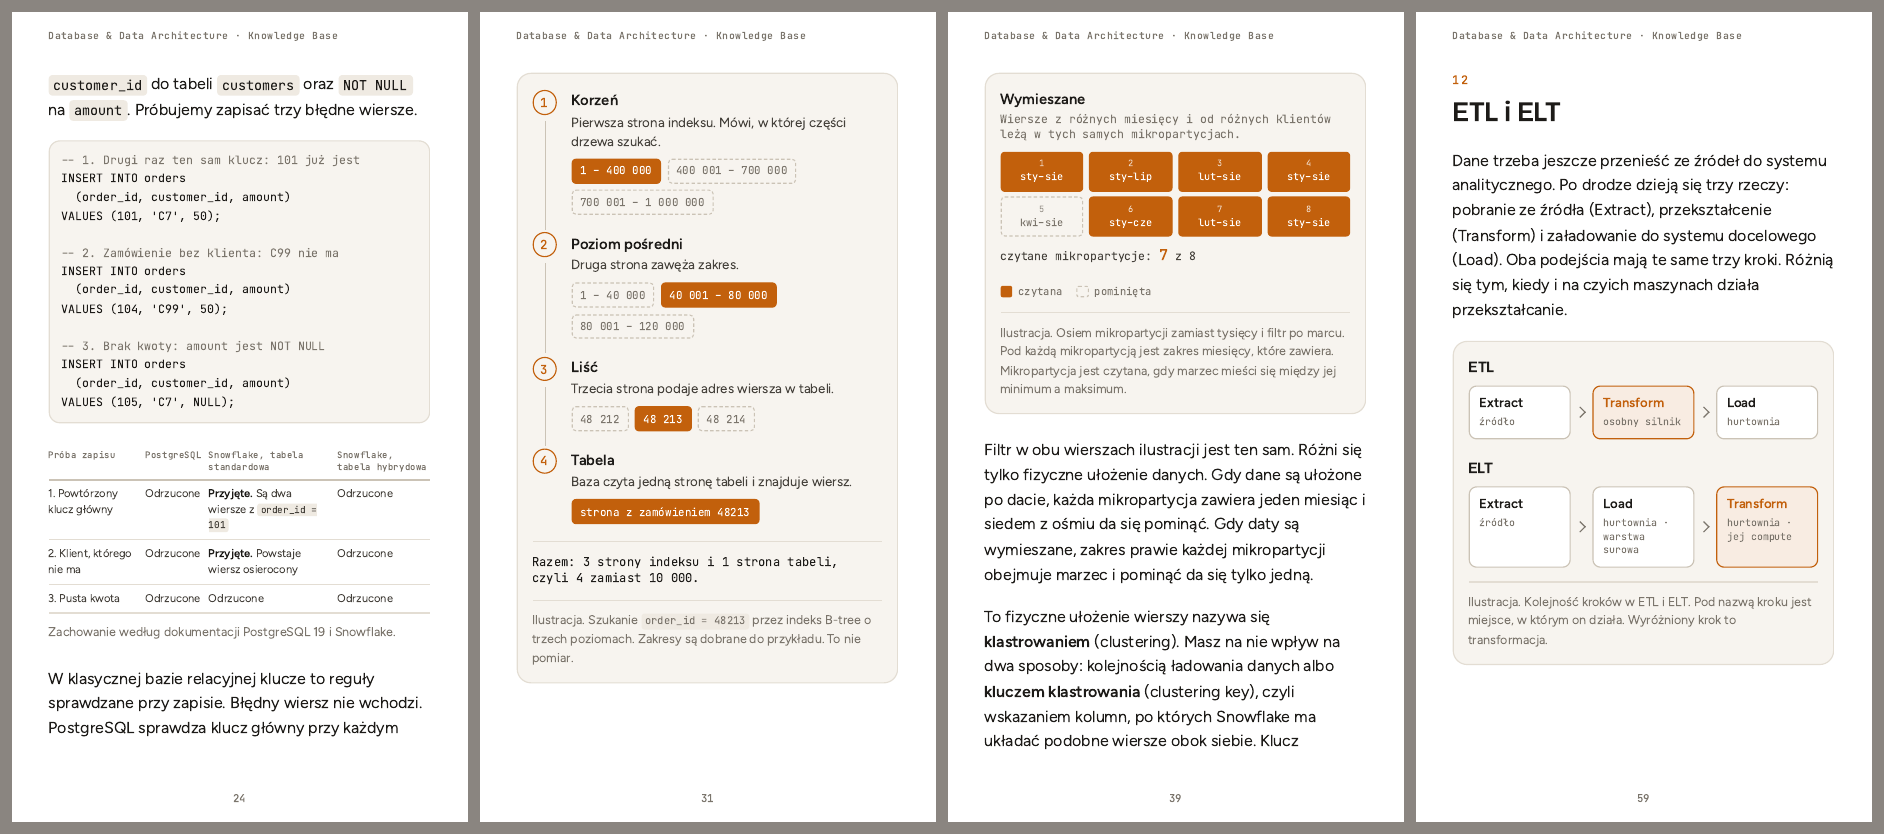 Database & Data Architecture · Knowledge Base
customer_id do tabeli customers oraz NOT NULL
na amount. Próbujemy zapisać trzy błędne wiersze.
-- 1. Drugi raz ten sam klucz: 101 już jest
INSERT INTO orders
(order_id, customer_id, amount)
VALUES (101, 'C7', 50);
-- 2. Zamówienie bez klienta: C99 nie ma
INSERT INTO orders
(order_id, customer_id, amount)
VALUES (104, 'C99', 50);
-- 3. Brak kwoty: amount jest NOT NULL
INSERT INTO orders
(order_id, customer_id, amount)
VALUES (105, 'C7', NULL);
Próba zapisu PostgreSQL Snowflake, tabela Snowflake,
standardowa tabela hybrydowa
1. Powtórzony Odrzucone Przyjęte. Są dwa Odrzucone
klucz główny wiersze z order_id =
101
2. Klient, którego Odrzucone Przyjęte. Powstaje Odrzucone
nie ma wiersz osierocony
3. Pusta kwota Odrzucone Odrzucone Odrzucone
Zachowanie według dokumentacji PostgreSQL 19 i Snowflake.
W klasycznej bazie relacyjnej klucze to reguły
sprawdzane przy zapisie. Błędny wiersz nie wchodzi.
PostgreSQL sprawdza klucz główny przy każdym
24
Database & Data Architecture · Knowledge Base
1 Korzeń
Pierwsza strona indeksu. Mówi, w której części
drzewa szukać.
1 – 400 000 400 001 – 700 000
700 001 – 1 000 000
2 Poziom pośredni
Druga strona zawęża zakres.
1 – 40 000 40 001 – 80 000
80 001 – 120 000
3 Liść
Trzecia strona podaje adres wiersza w tabeli.
48 212 48 213 48 214
4 Tabela
Baza czyta jedną stronę tabeli i znajduje wiersz.
strona z zamówieniem 48213
Razem: 3 strony indeksu i 1 strona tabeli,
czyli 4 zamiast 10 000.
Ilustracja. Szukanie order_id = 48213 przez indeks B-tree o
trzech poziomach. Zakresy są dobrane do przykładu. To nie
pomiar.
31
Database & Data Architecture · Knowledge Base
Wymieszane
Wiersze z różnych miesięcy i od różnych klientów
leżą w tych samych mikropartycjach.
1 2 3 4
sty–sie sty–lip lut–sie sty–sie
5 6 7 8
kwi–sie sty–cze lut–sie sty–sie
czytane mikropartycje: 7 z 8
czytana pominięta
Ilustracja. Osiem mikropartycji zamiast tysięcy i filtr po marcu.
Pod każdą mikropartycją jest zakres miesięcy, które zawiera.
Mikropartycja jest czytana, gdy marzec mieści się między jej
minimum a maksimum.
Filtr w obu wierszach ilustracji jest ten sam. Różni się
tylko fizyczne ułożenie danych. Gdy dane są ułożone
po dacie, każda mikropartycja zawiera jeden miesiąc i
siedem z ośmiu da się pominąć. Gdy daty są
wymieszane, zakres prawie każdej mikropartycji
obejmuje marzec i pominąć da się tylko jedną.
To fizyczne ułożenie wierszy nazywa się
klastrowaniem (clustering). Masz na nie wpływ na
dwa sposoby: kolejnością ładowania danych albo
kluczem klastrowania (clustering key), czyli
wskazaniem kolumn, po których Snowflake ma
układać podobne wiersze obok siebie. Klucz
39
Database & Data Architecture · Knowledge Base
12
ETL i ELT
Dane trzeba jeszcze przenieść ze źródeł do systemu
analitycznego. Po drodze dzieją się trzy rzeczy:
pobranie ze źródła (Extract), przekształcenie
(Transform) i załadowanie do systemu docelowego
(Load). Oba podejścia mają te same trzy kroki. Różnią
się tym, kiedy i na czyich maszynach działa
przekształcanie.
ETL
Extract Transform Load
źródło osobny silnik hurtownia
ELT
Extract Load Transform
źródło hurtownia · hurtownia ·
warstwa jej compute
surowa
Ilustracja. Kolejność kroków w ETL i ELT. Pod nazwą kroku jest
miejsce, w którym on działa. Wyróżniony krok to
transformacja.
59